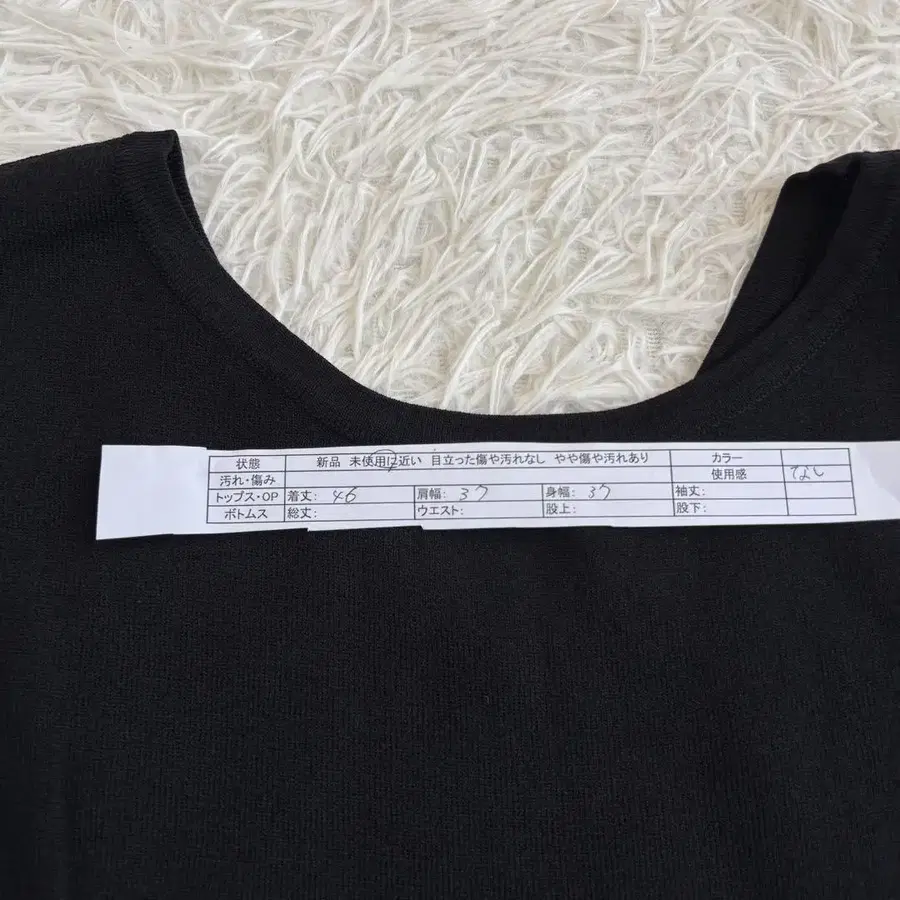 状態 新品 未使用に近い 目立った傷や汚れなし やや傷や汚れあり カラー
汚れ・傷み 使用感 なし
トップス・OP 着丈: 46 肩幅: 37 身幅: 37 袖丈:
ボトムス 総丈: ウエスト: 股上: 股下: